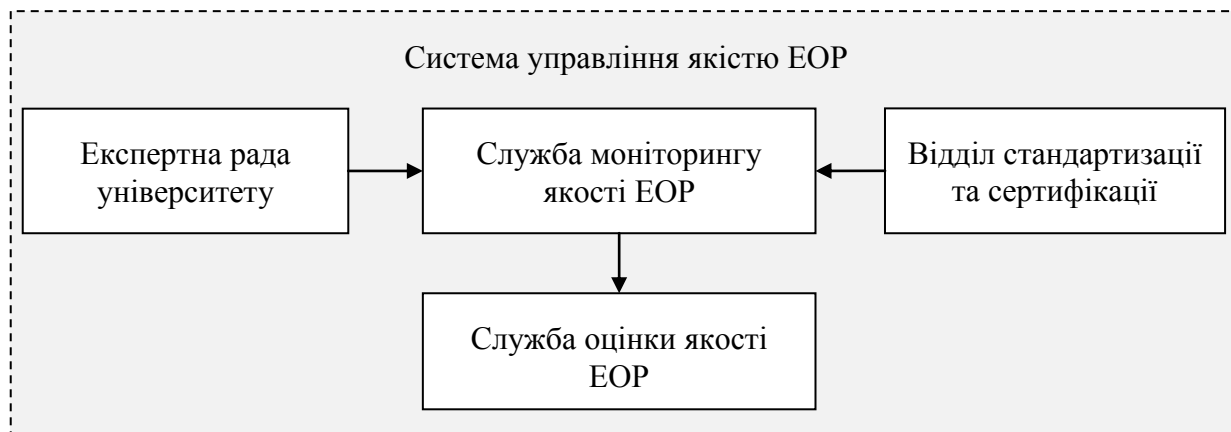 Система управління якістю ЕОР
Експертна рада
університету
Служба моніторингу
якості ЕОР
Відділ стандартизації
та сертифікації
Служба оцінки якості
ЕОР